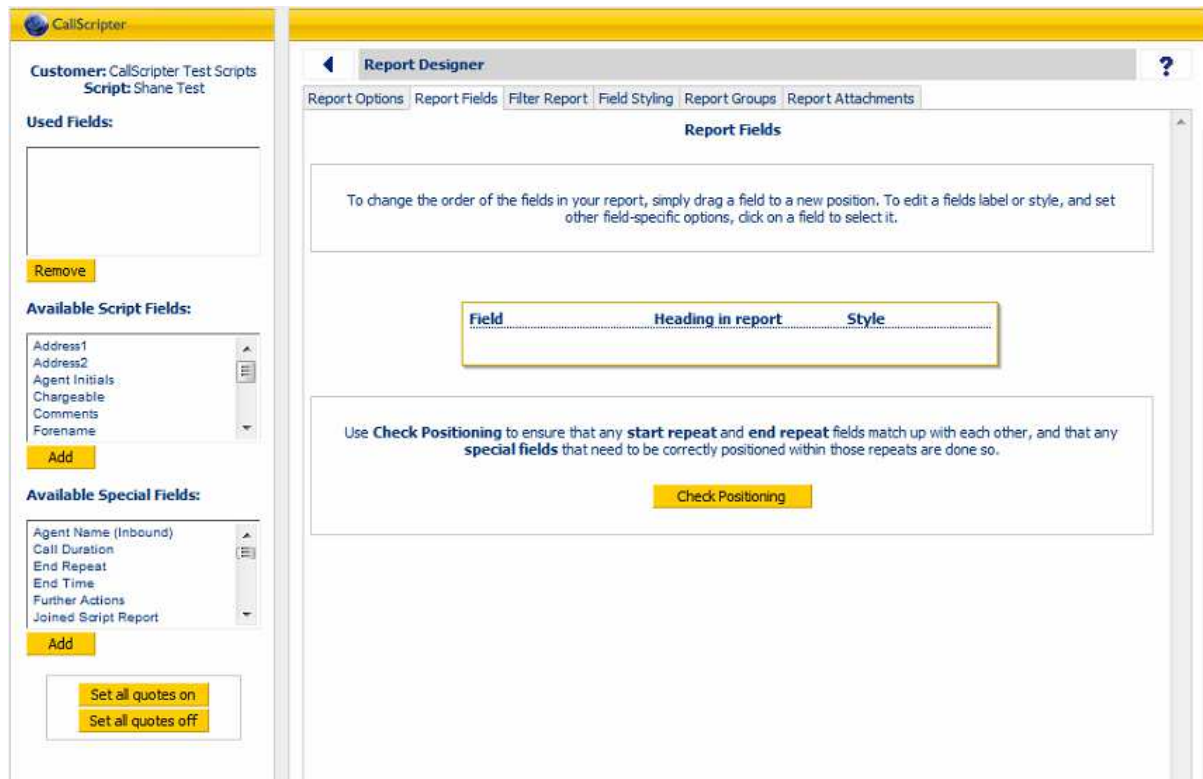 CallScripter
Customer: CallScripter Test Scripts
Script: Shane Test
Used Fields:
Remove
Available Script Fields:
Address1
Address2
Agent Initials
Chargeable
Comments
Forename
Add
Available Special Fields:
Agent Name (Inbound)
Call Duration
End Repeat
End Time
Further Actions
Joined Script Report
Add
Set all quotes on
Set all quotes off
Report Designer
?
Report Options Report Fields Filter Report Field Styling Report Groups Report Attachments
Report Fields
To change the order of the fields in your report, simply drag a field to a new position. To edit a fields label or style, and set
other field-specific options, click on a field to select it.
Field Heading in report Style
Use Check Positioning to ensure that any start repeat and end repeat fields match up with each other, and that any
special fields that need to be correctly positioned within those repeats are done so.
Check Positioning